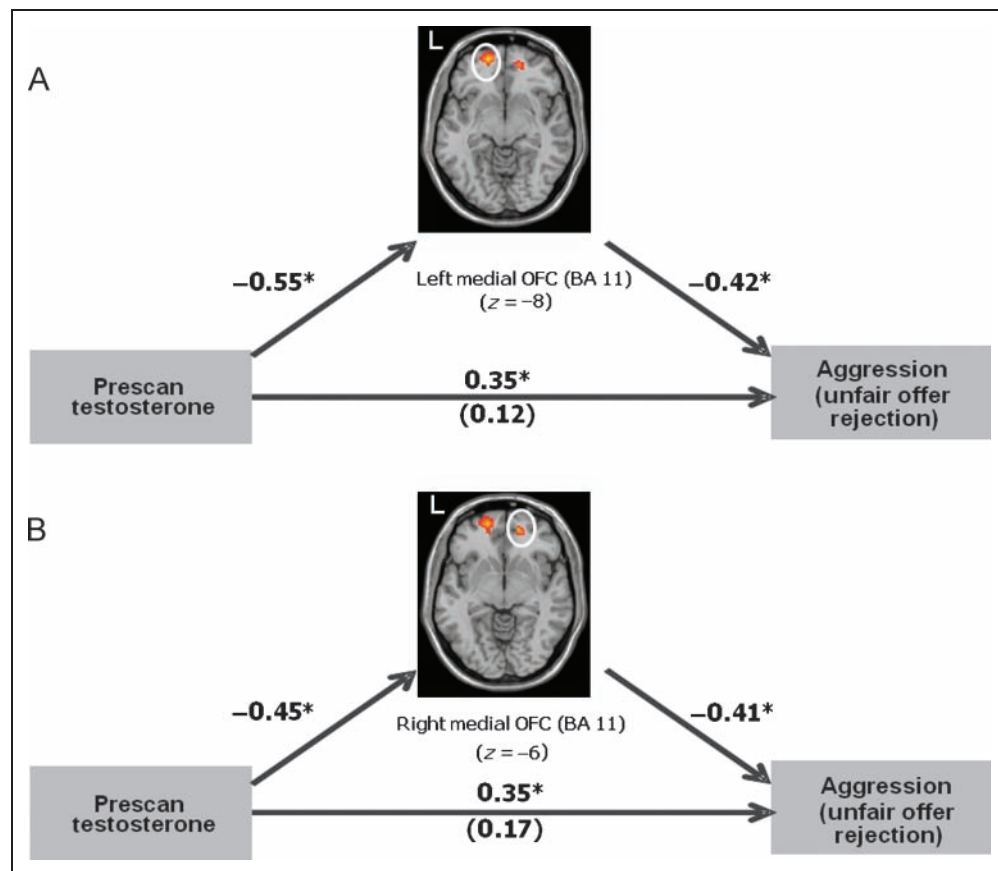 A
L
−0.55*
Left medial OFC (BA 11)
(z = −8)
−0.42*
Prescan
testosterone
0.35*
(0.12)
Aggression
(unfair offer
rejection)
B
L
−0.45*
Right medial OFC (BA 11)
(z = −6)
−0.41*
Prescan
testosterone
0.35*
(0.17)
Aggression
(unfair offer
rejection)